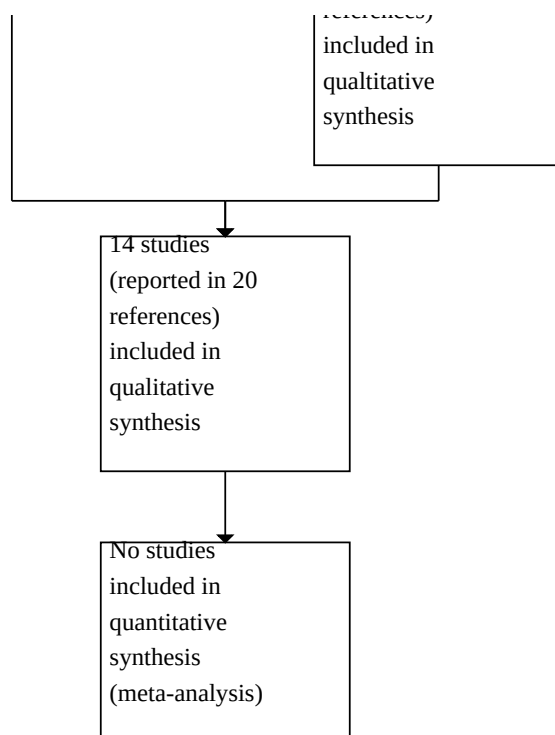 references)
included in
qualtitative
synthesis
14 studies
(reported in 20
references)
included in
qualitative
synthesis
No studies
included in
quantitative
synthesis
(meta-analysis)